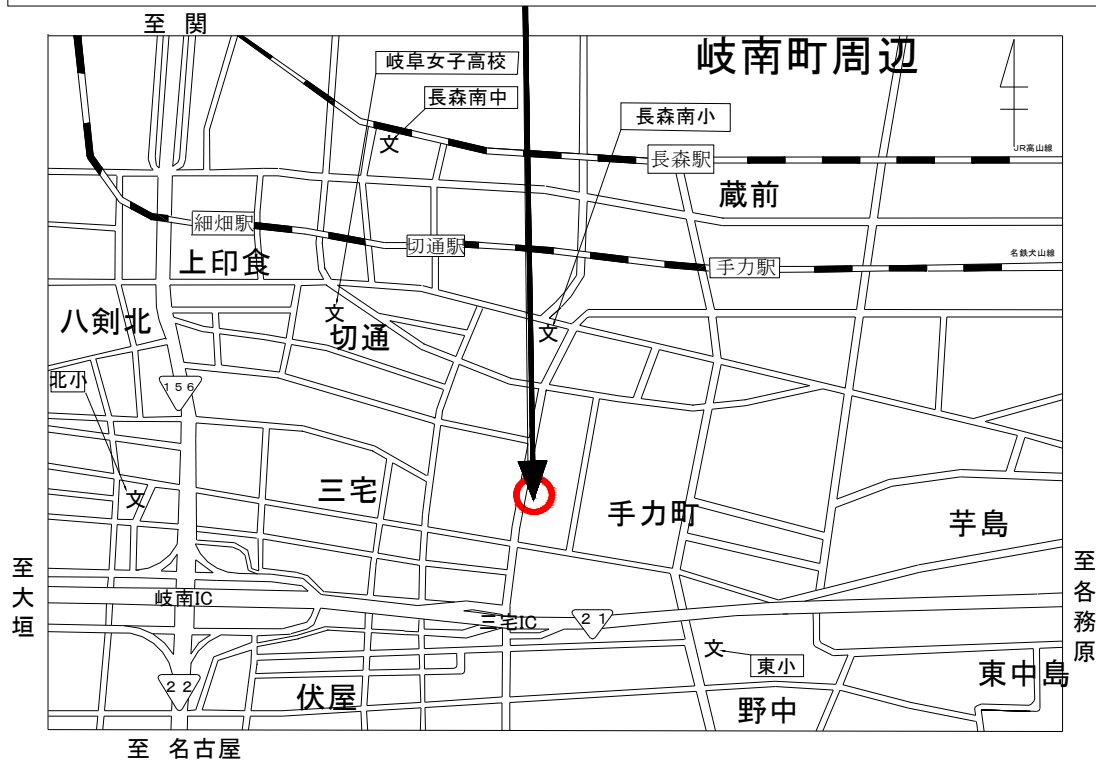 至 関
岐南町周辺
岐阜女子高校
長森南中
長森南小
文
JR高山線
長森駅
蔵前
細畑駅
切通駅
名鉄犬山線
手力駅
上印食
八剣北
文
切通
文
北小
156
三宅
文
手力町
芋島
至大垣
岐南IC
三宅IC
21
至各務原
文
東小
東中島
22
伏屋
野中
至 名古屋